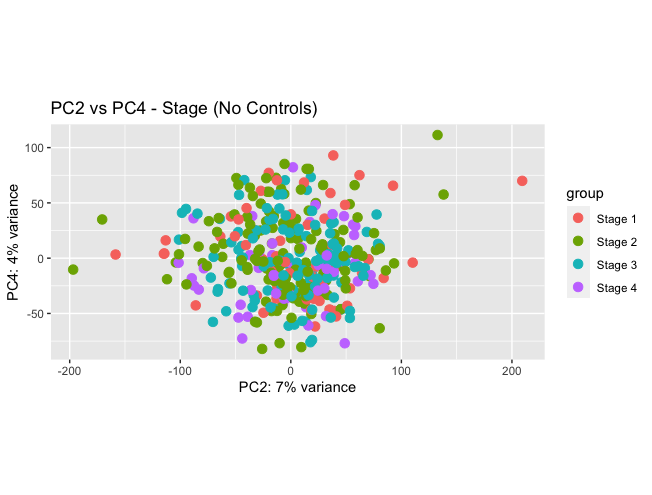 PC2 vs PC4 - Stage (No Controls)
100
50
0
-50
PC4: 4% variance
-200
-100
0
100
200
PC2: 7% variance
group
Stage 1
Stage 2
Stage 3
Stage 4